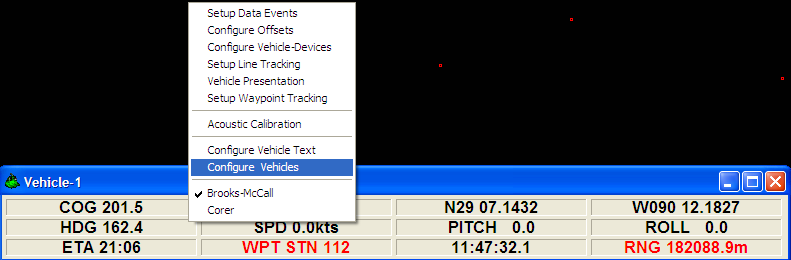 Setup Data Events
Configure Offsets
Configure Vehicle-Devices
Setup Line Tracking
Vehicle Presentation
Setup Waypoint Tracking
Acoustic Calibration
Configure Vehicle Text
Configure Vehicles
Brooks-McCall
Corer
Vehicle-1
COG 201.5 N29 07.1432 W090 12.1827
HDG 162.4 SPD 0.0kts PITCH 0.0 ROLL 0.0
ETA 21:06 WPT STN 112 11:47:32.1 RNG 182088.9m